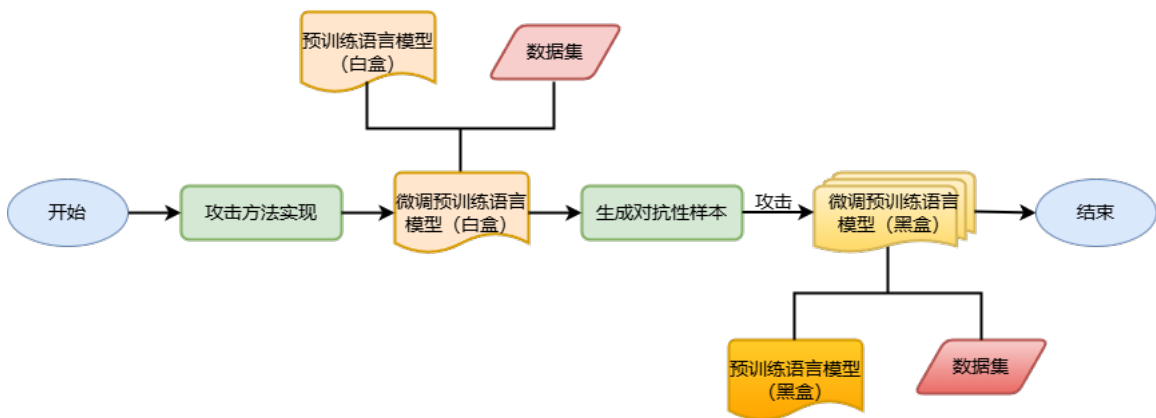 预训练语言模型
（白盒）
数据集
开始
攻击方法实现
微调预训练语言
模型（白盒）
生成对抗性样本
攻击
微调预训练语言
模型（黑盒）
结束
预训练语言模型
（黑盒）
数据集